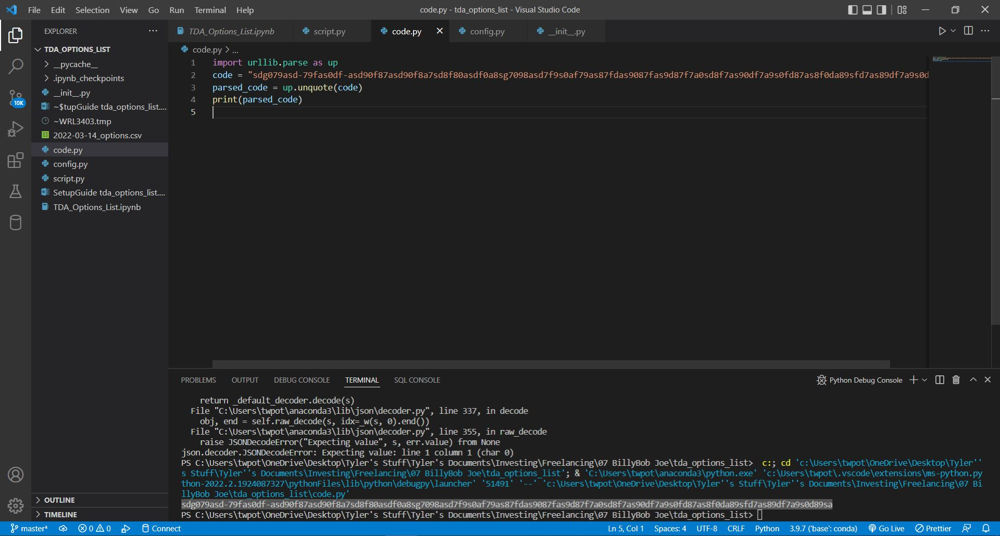 File Edit Selection View Go Run Terminal Help
code.py - tda_options_list - Visual Studio Code
EXPLORER
TDA_OPTIONS_LIST
__pycache__
.ipynb_checkpoints
__init__.py
~$tupGuide tda_options_list....
~WRL3403.tmp
2022-03-14_options.csv
code.py
config.py
script.py
SetupGuide tda_options_list....
TDA_Options_List.ipynb
10K
OUTLINE
TIMELINE
TDA_Options_List.ipynb script.py code.py config.py __init__.py
code.py > ...
1 import urllib.parse as up
2 code = "sdg079asd-79fas0df-asd90f87asd90f8a7sd8f80asdf0a8sg7098asd7f9s0af79as87fdas9087fas9d87f7a0sd8f7as90df7a9s0fd87as8f0da89sfd7as89df7a9s0d
3 parsed_code = up.unquote(code)
4 print(parsed_code)
5
PROBLEMS OUTPUT DEBUG CONSOLE TERMINAL SQL CONSOLE
Python Debug Console
return _default_decoder.decode(s)
File "C:\Users\twpot\anaconda3\lib\json\decoder.py", line 337, in decode
obj, end = self.raw_decode(s, idx=_w(s, 0).end())
File "C:\Users\twpot\anaconda3\lib\json\decoder.py", line 355, in raw_decode
raise JSONDecodeError("Expecting value", s, err.value) from None
json.decoder.JSONDecodeError: Expecting value: line 1 column 1 (char 0)
PS C:\Users\twpot\OneDrive\Desktop\Tyler's Stuff\Tyler's Documents\Investing\Freelancing\07 BillyBob Joe\tda_options_list> c:; cd 'c:\Users\twpot\OneDrive\Desktop\Tyler''
s Stuff\Tyler''s Documents\Investing\Freelancing\07 BillyBob Joe\tda_options_list'; & 'C:\Users\twpot\anaconda3\python.exe' 'c:\Users\twpot\.vscode\extensions\ms-python.py
thon-2022.2.1924087327\pythonFiles\lib\python\debugpy\launcher' '51491' '--' 'c:\Users\twpot\OneDrive\Desktop\Tyler''s Stuff\Tyler''s Documents\Investing\Freelancing\07 Bi
llyBob Joe\tda_options_list\code.py'
sdg079asd-79fas0df-asd90f87asd90f8a7sd8f80asdf0a8sg7098asd7f9s0af79as87fdas9087fas9d87f7a0sd8f7as90df7a9s0fd87as8f0da89sfd7as89df7a9s0d89sa
PS C:\Users\twpot\OneDrive\Desktop\Tyler's Stuff\Tyler's Documents\Investing\Freelancing\07 BillyBob Joe\tda_options_list>
master* 0 0 Connect
Ln 5, Col 1 Spaces: 4 UTF-8 CRLF Python 3.9.7 ('base': conda) Go Live Prettier